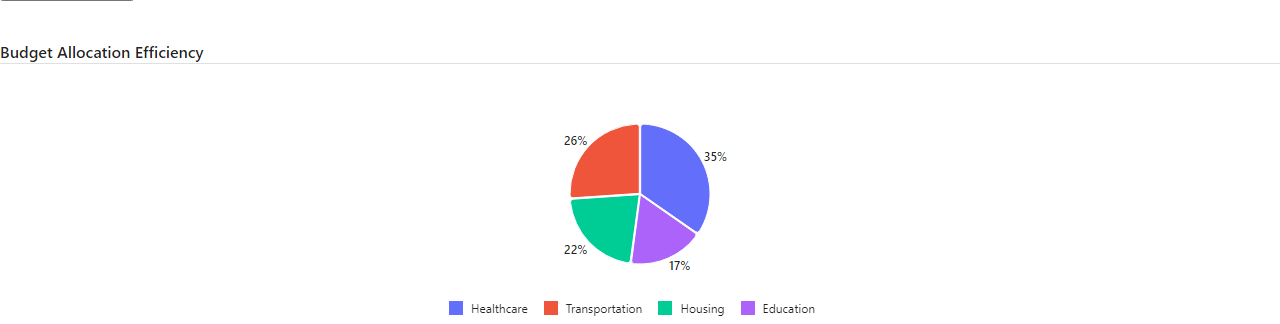 Budget Allocation Efficiency
26%
35%
22%
17%
Healthcare
Transportation
Housing
Education